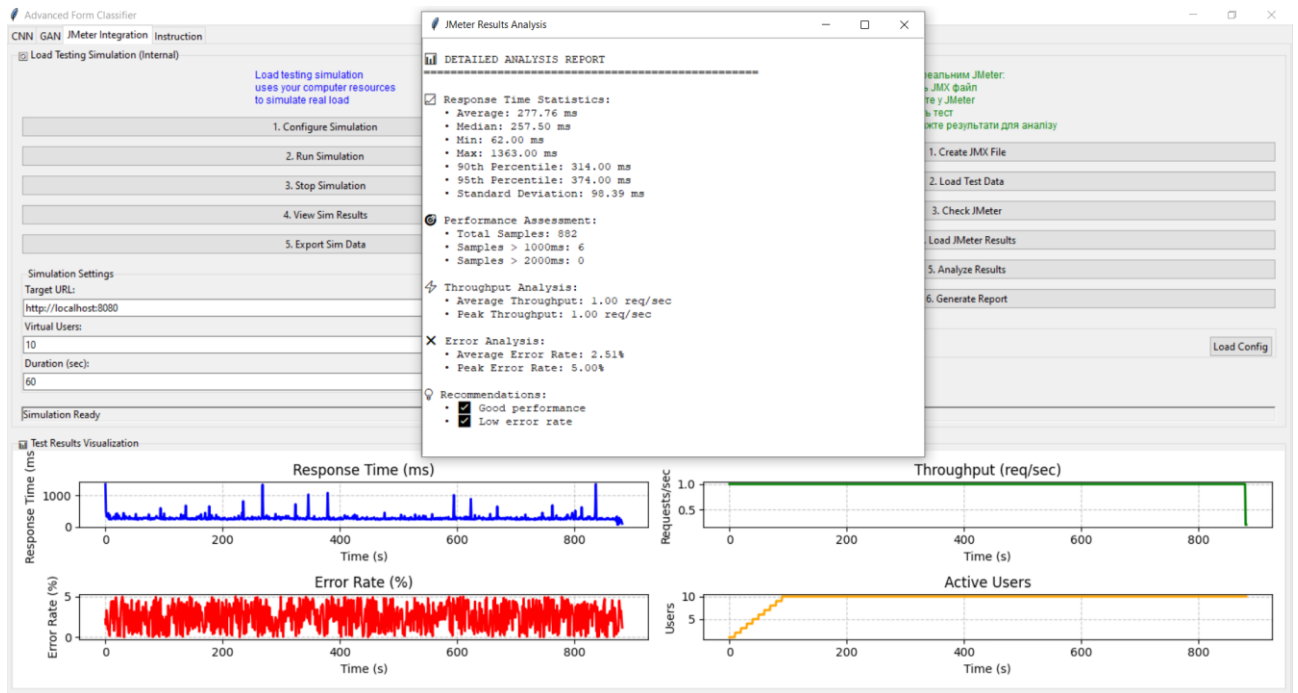 Advanced Form Classifier
CNN GAN JMeter Integration Instruction
Load Testing Simulation (Internal)
Load testing simulation
uses your computer resources
to simulate real load
1. Configure Simulation
2. Run Simulation
3. Stop Simulation
4. View Sim Results
5. Export Sim Data
Simulation Settings
Target URL:
http://localhost:8080
Virtual Users:
10
Duration (sec):
60
Simulation Ready
JMeter Results Analysis
DETAILED ANALYSIS REPORT
==================================================
Response Time Statistics:
• Average: 277.76 ms
• Median: 257.50 ms
• Min: 62.00 ms
• Max: 1363.00 ms
• 90th Percentile: 314.00 ms
• 95th Percentile: 374.00 ms
• Standard Deviation: 98.39 ms
Performance Assessment:
• Total Samples: 882
• Samples > 1000ms: 6
• Samples > 2000ms: 0
Throughput Analysis:
• Average Throughput: 1.00 req/sec
• Peak Throughput: 1.00 req/sec
Error Analysis:
• Average Error Rate: 2.51%
• Peak Error Rate: 5.00%
Recommendations:
• Good performance
• Low error rate
реальним JMeter:
JMX файл
у JMeter
тест
результати для аналізу
1. Create JMX File
2. Load Test Data
3. Check JMeter
Load JMeter Results
5. Analyze Results
6. Generate Report
Load Config
Test Results Visualization
Response Time (ms)
Response Time (ms
1000
0
0 200 400 600 800
Time (s)
Throughput (req/sec)
Requests/sec
1.0
0.5
0 200 400 600 800
Time (s)
Error Rate (%)
Error Rate (%)
5
0
0 200 400 600 800
Time (s)
Active Users
Users
10
5
0 200 400 600 800
Time (s)